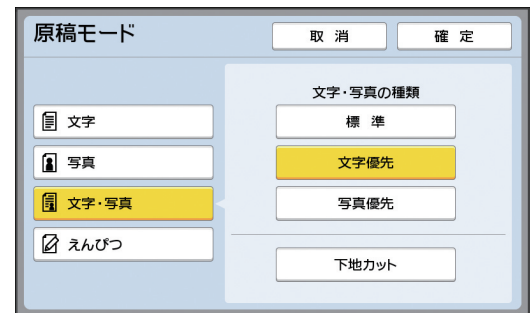 原稿モード
取 消
確 定
文字
写真
文字・写真
えんぴつ
文字・写真の種類
標 準
文字優先
写真優先
下地カット